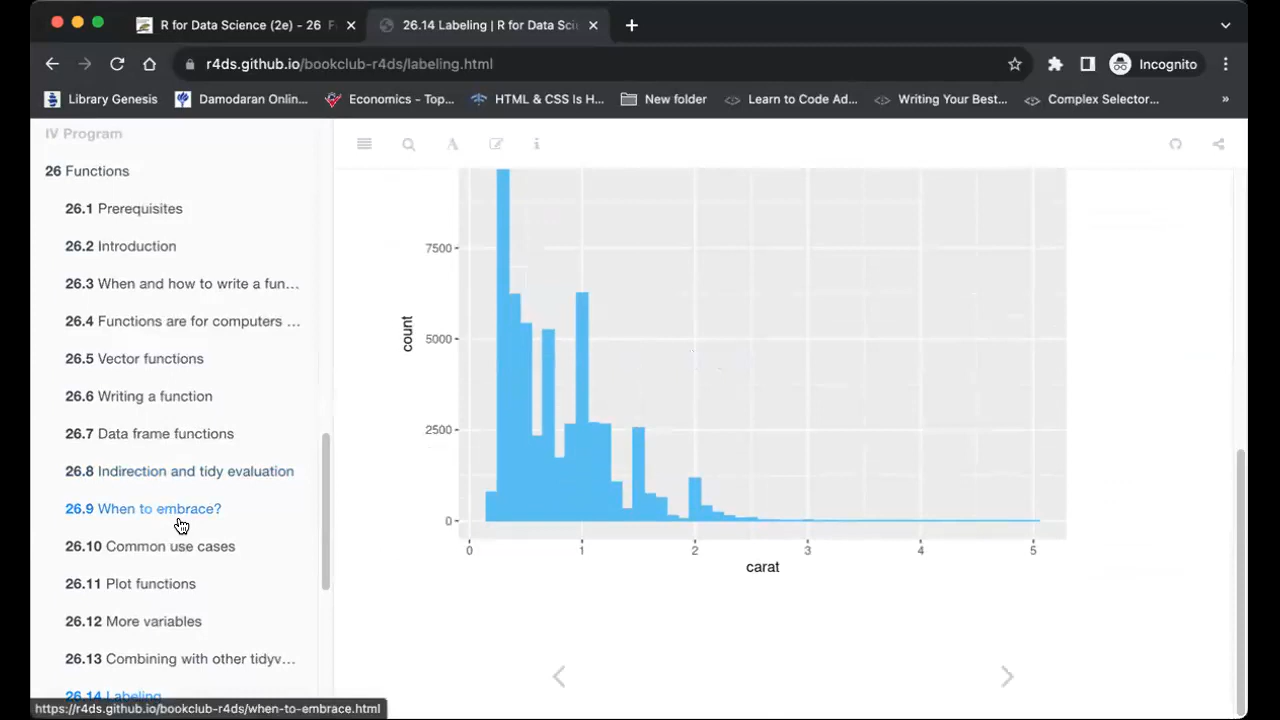 R for Data Science (2e) - 26 F
26.14 Labeling | R for Data Sci
r4ds.github.io/bookclub-r4ds/labeling.html
Incognito
Library Genesis
Damodaran Onlin...
Economics - Top...
HTML & CSS Is H...
New folder
Learn to Code Ad...
Writing Your Best...
Complex Selector...
»
IV Program
26 Functions
26.1 Prerequisites
26.2 Introduction
26.3 When and how to write a fun...
26.4 Functions are for computers ...
26.5 Vector functions
26.6 Writing a function
26.7 Data frame functions
26.8 Indirection and tidy evaluation
26.9 When to embrace?
26.10 Common use cases
26.11 Plot functions
26.12 More variables
26.13 Combining with other tidyv...
26.14 Labeling
https://r4ds.github.io/bookclub-r4ds/when-to-embrace.html
count
7500
5000
2500
0
0 1 2 3 4 5
carat